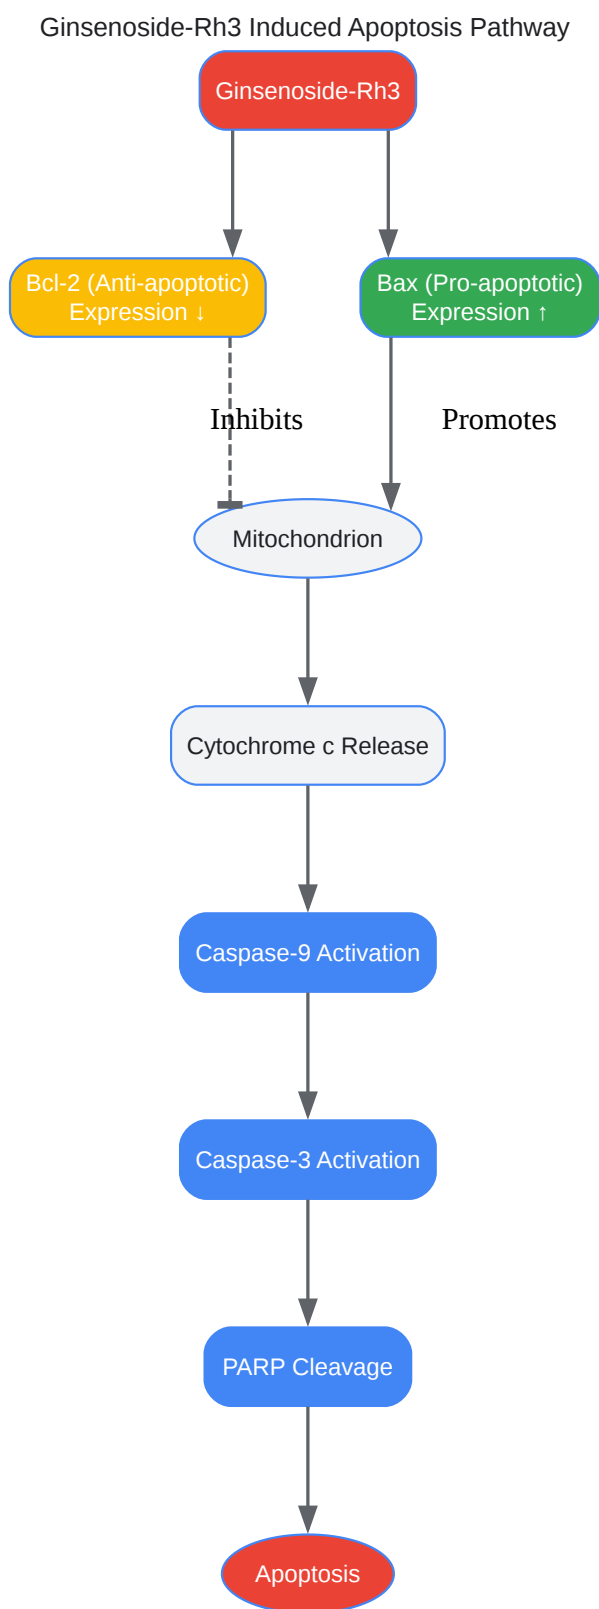 Ginsenoside-Rh3 Induced Apoptosis Pathway
Ginsenoside-Rh3
Bcl-2 (Anti-apoptotic)
Expression ↓
Bax (Pro-apoptotic)
Expression ↑
Inhibits
Promotes
Mitochondrion
Cytochrome c Release
Caspase-9 Activation
Caspase-3 Activation
PARP Cleavage
Apoptosis